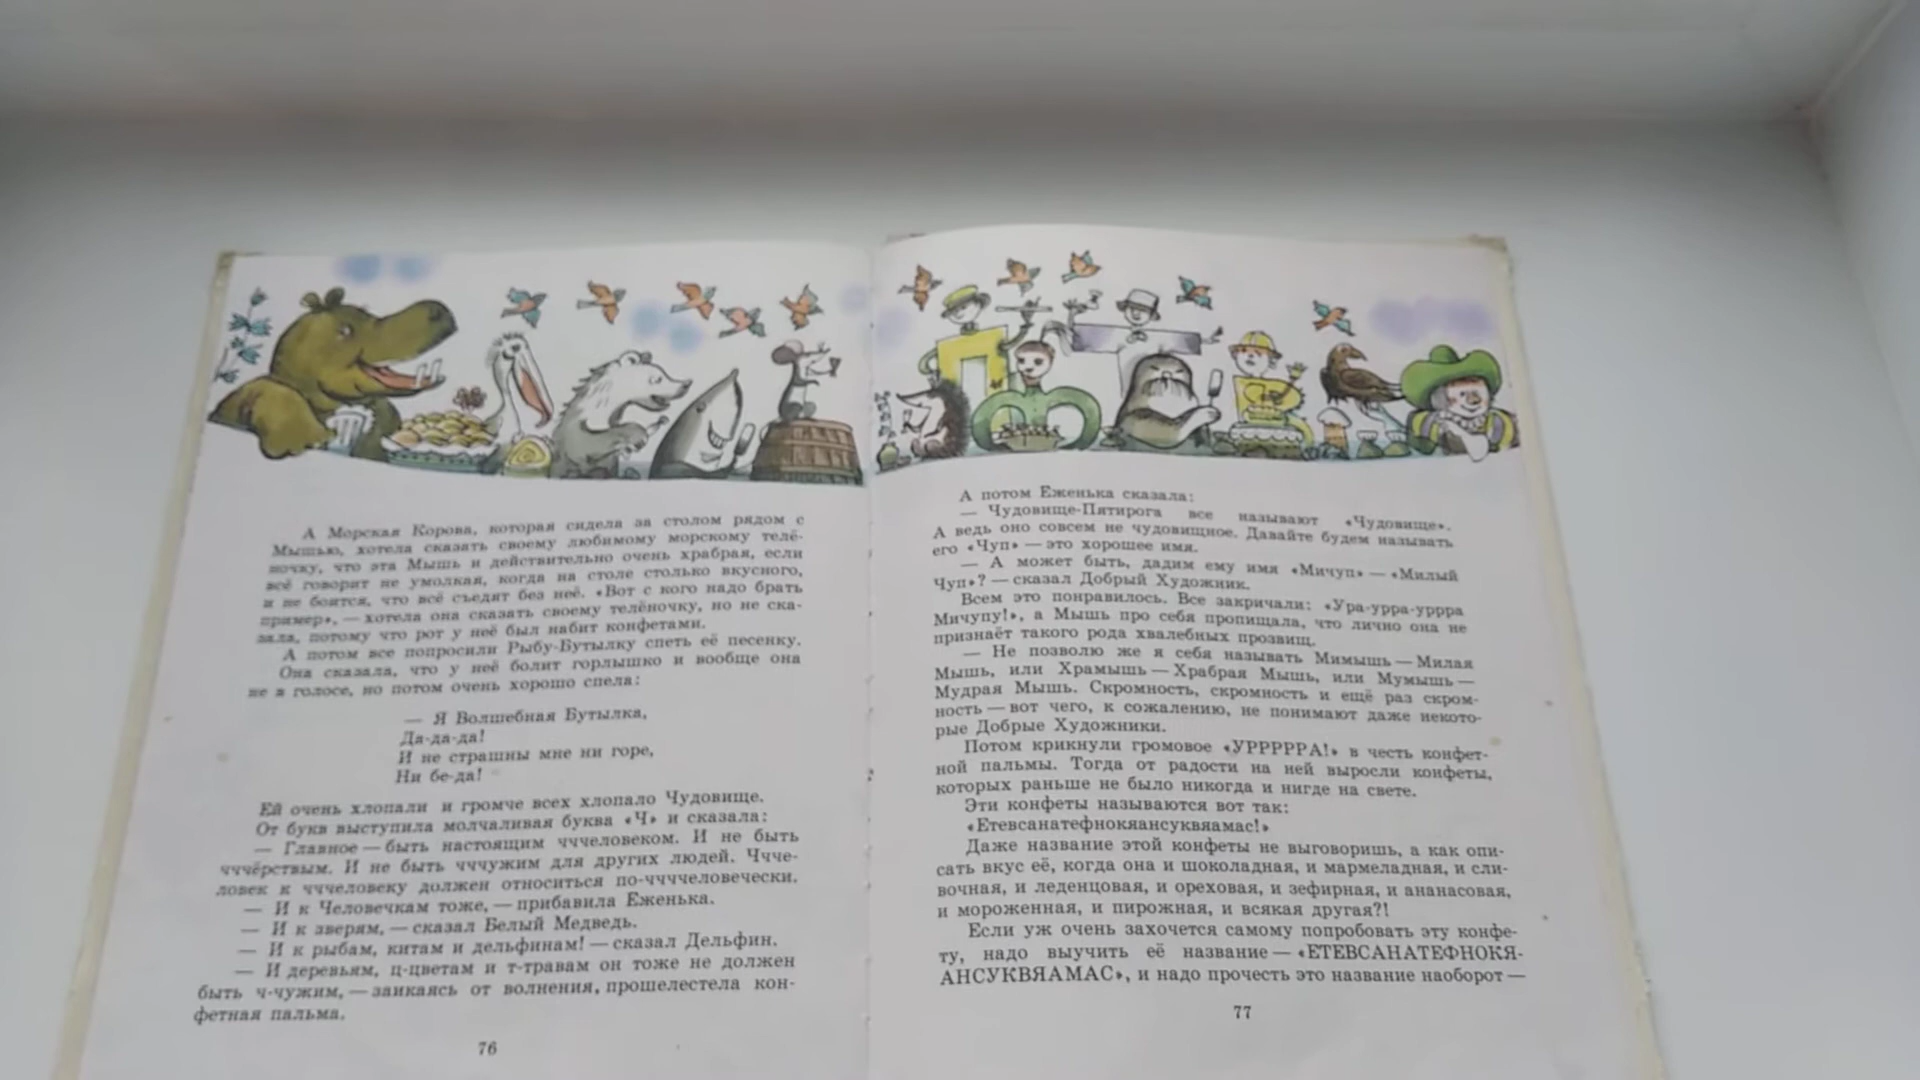 А Морская Корова, которая сидела за столом рядом с
Мышью, хотела сказать своему любимому морскому телё-
ночку, что эта Мышь и действительно очень храбрая, если
всё говорит не умолкая, когда на столе столько вкусного,
и не боится, что всё съедят без неё. «Вот с кого надо брать
пример», — хотела она сказать своему телёночку, но не ска-
зала, потому что рот у неё был набит конфетами.
А потом все попросили Рыбу-Бутылку спеть её песенку.
Она сказала, что у неё болит горлышко и вообще она
не в голосе, но потом очень хорошо спела:
— Я Волшебная Бутылка,
Да-да-да!
И не страшны мне ни горе,
Ни бе-да!
Ей очень хлопали и громче всех хлопало Чудовище.
От букв выступила молчаливая буква «Ч» и сказала:
— Главное — быть настоящим чччеловеком. И не быть
чччёрствым. И не быть чччужим для других людей. Чччe-
ловек к чччеловеку должен относиться по-чччčеловечески.
— И к Человечкам тоже, — прибавила Еженька.
— И к зверям, — сказал Белый Медведь.
— И к рыбам, китам и дельфинам! — сказал Дельфин.
— И деревьям, ц-цветам и т-травам он тоже не должен
быть ч-чужим, — заикаясь от волнения, прошелестела кон-
фетная пальма.
76
А потом Еженька сказала:
— Чудовище-Пятирога все называют «Чудовище».
А ведь оно совсем не чудовищное. Давайте будем называть
его «Чуп» — это хорошее имя.
— А может быть, дадим ему имя «Мичуп» — «Милый
Чуп»? — сказал Добрый Художник.
Всем это понравилось. Все закричали: «Ура-урра-уррра
Мичупу!», а Мышь про себя пропищала, что лично она не
признаёт такого рода хвалебных прозвищ.
— Не позволю же я себя называть Мимышь — Милая
Мышь, или Храмышь — Храбрая Мышь, или Мумышь —
Мудрая Мышь. Скромность, скромность и ещё раз скром-
ность — вот чего, к сожалению, не понимают даже некото-
рые Добрые Художники.
Потом крикнули громовое «УРРРРРА!» в честь конфет-
ной пальмы. Тогда от радости на ней выросли конфеты,
которых раньше не было никогда и нигде на свете.
Эти конфеты называются вот так:
«Етевсанатефнокяансуквяамас!»
Даже название этой конфеты не выговоришь, а как опи-
сать вкус её, когда она и шоколадная, и мармеладная, и сли-
вочная, и леденцовая, и ореховая, и зефирная, и ананасовая,
и мороженная, и пирожная, и всякая другая?!
Если уж очень захочется самому попробовать эту конфе-
ту, надо выучить её название — «ЕТЕВСАНАТЕФНОКЯ-
АНСУКВЯАМАС», и надо прочесть это название наоборот —
77